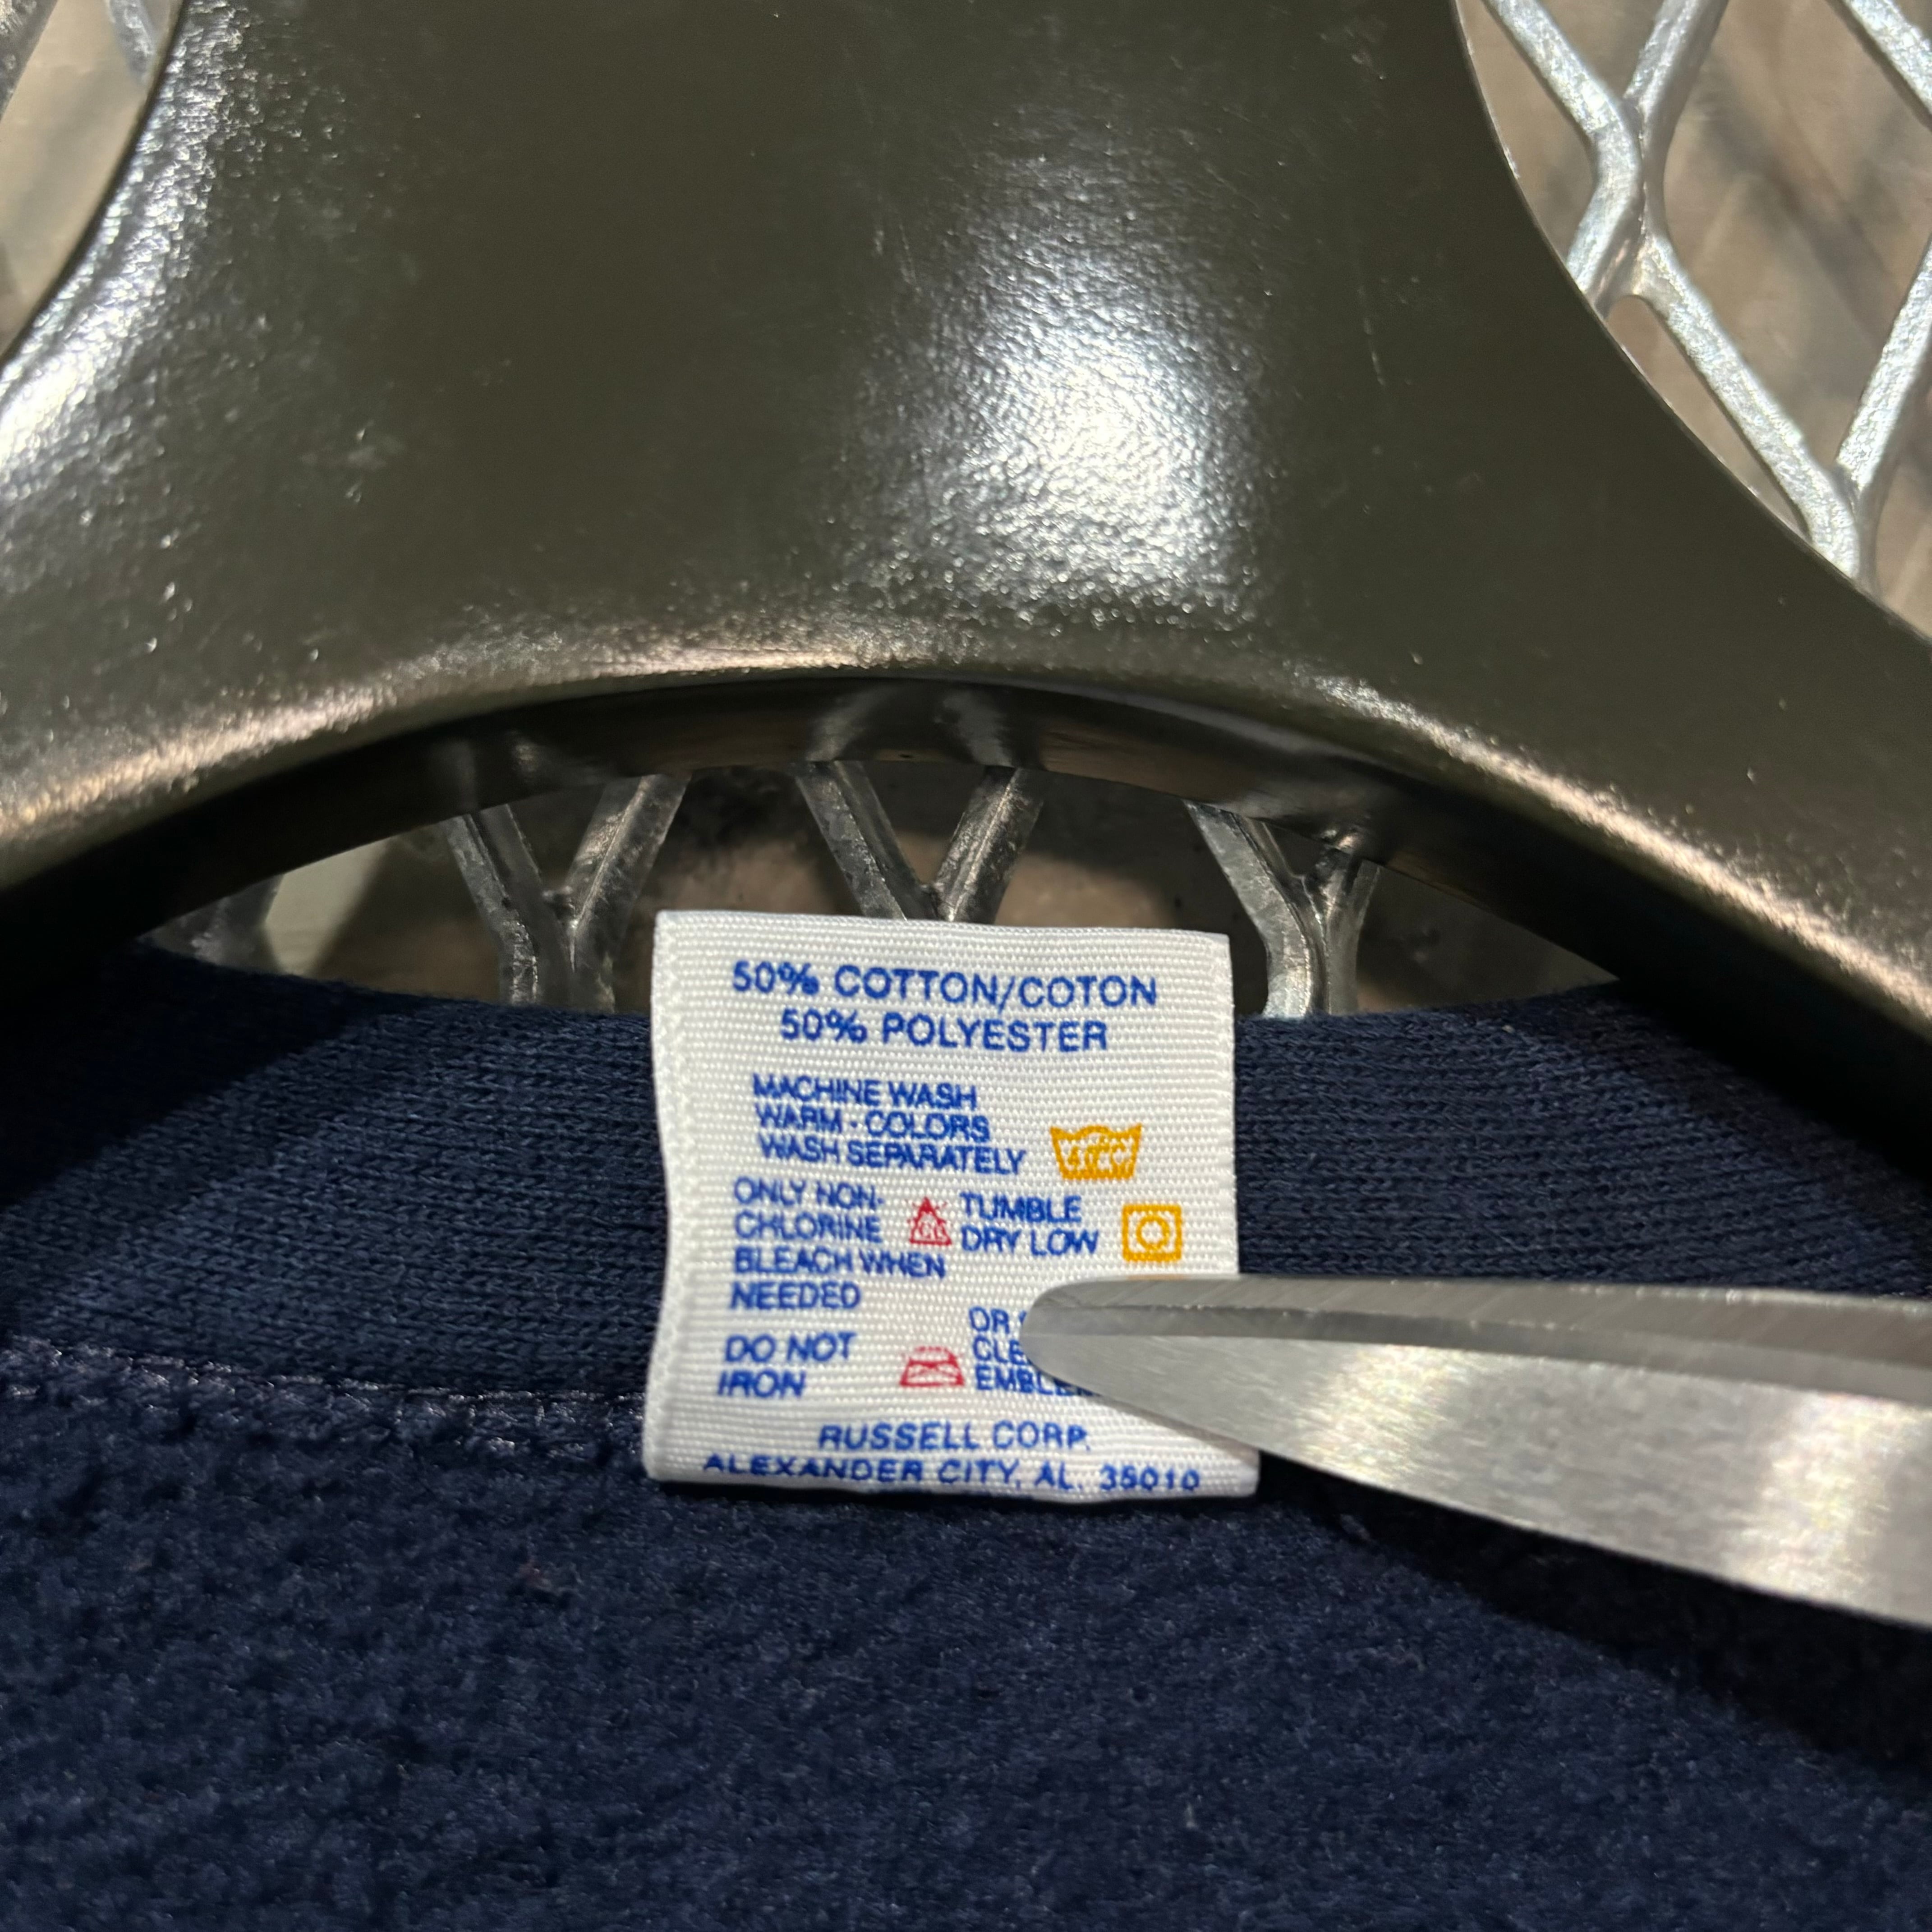 50% COTTON/COTON
50% POLYESTER
MACHINE WASH
WARM - COLORS
WASH SEPARATELY
ONLY NON-
CHLORINE
BLEACH WHEN
NEEDED
TUMBLE
DRY LOW
DO NOT
IRON
OR
RUSSELL CORP.
ALEXANDER CITY, AL. 35010